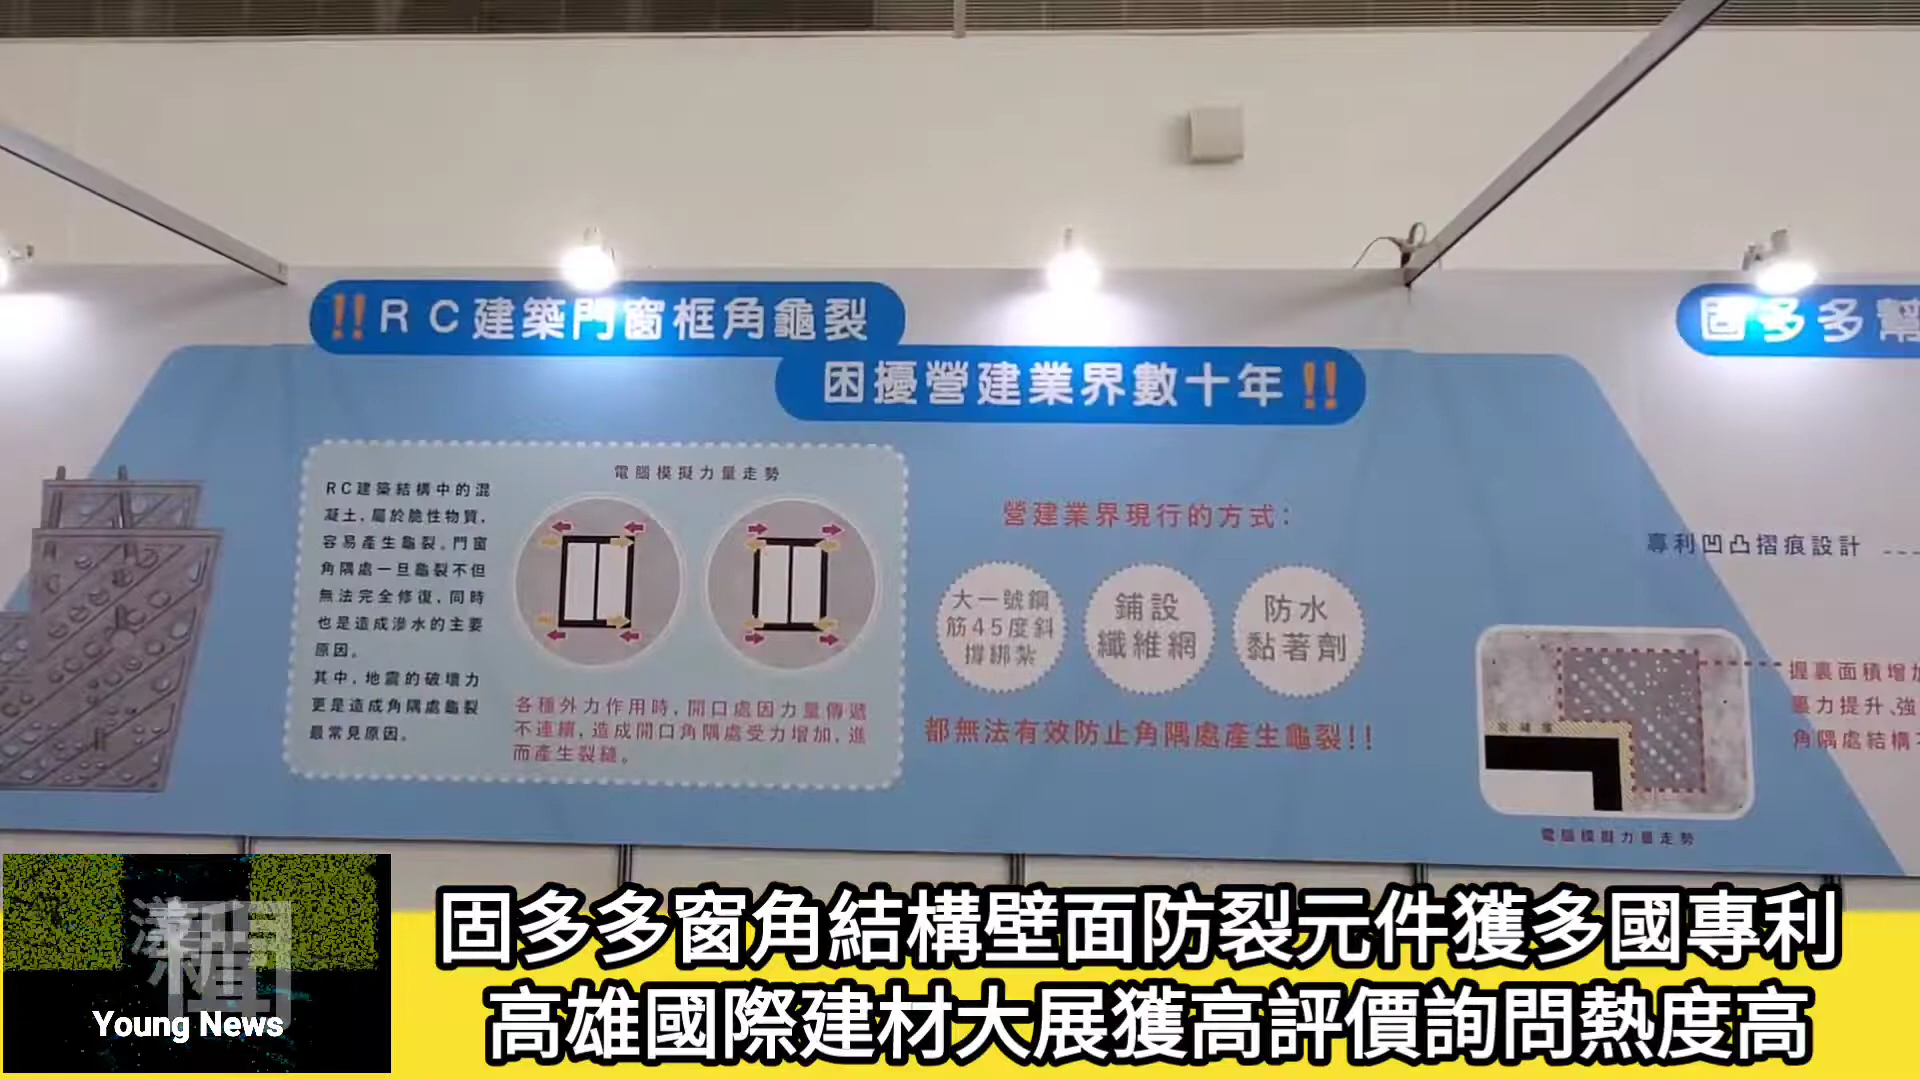 !!RC建築門窗框角龜裂
困擾營建業界數十年!!
固多多幫
電腦模擬力量走勢
RC建築結構中的混
凝土，屬於脆性物質，
容易產生龜裂。門窗
角隅處一旦龜裂不但
無法完全修復，同時
也是造成滲水的主要
原因。
其中，地震的破壞力
更是造成角隅處龜裂
最常見原因。
各種外力作用時，開口處因力量傳遞
不連續，造成開口角隅處受力增加，進
而產生裂縫。
營建業界現行的方式：
大一號鋼
筋45度斜
撐綁紮
鋪設
纖維網
防水
黏著劑
都無法有效防止角隅處產生龜裂!!
專利凹凸摺痕設計
握裹面積增加
力提升、強
角隅處結構
電腦模擬力量走勢
漾新聞
Young News
固多多窗角結構壁面防裂元件獲多國專利
高雄國際建材大展獲高評價詢問熱度高